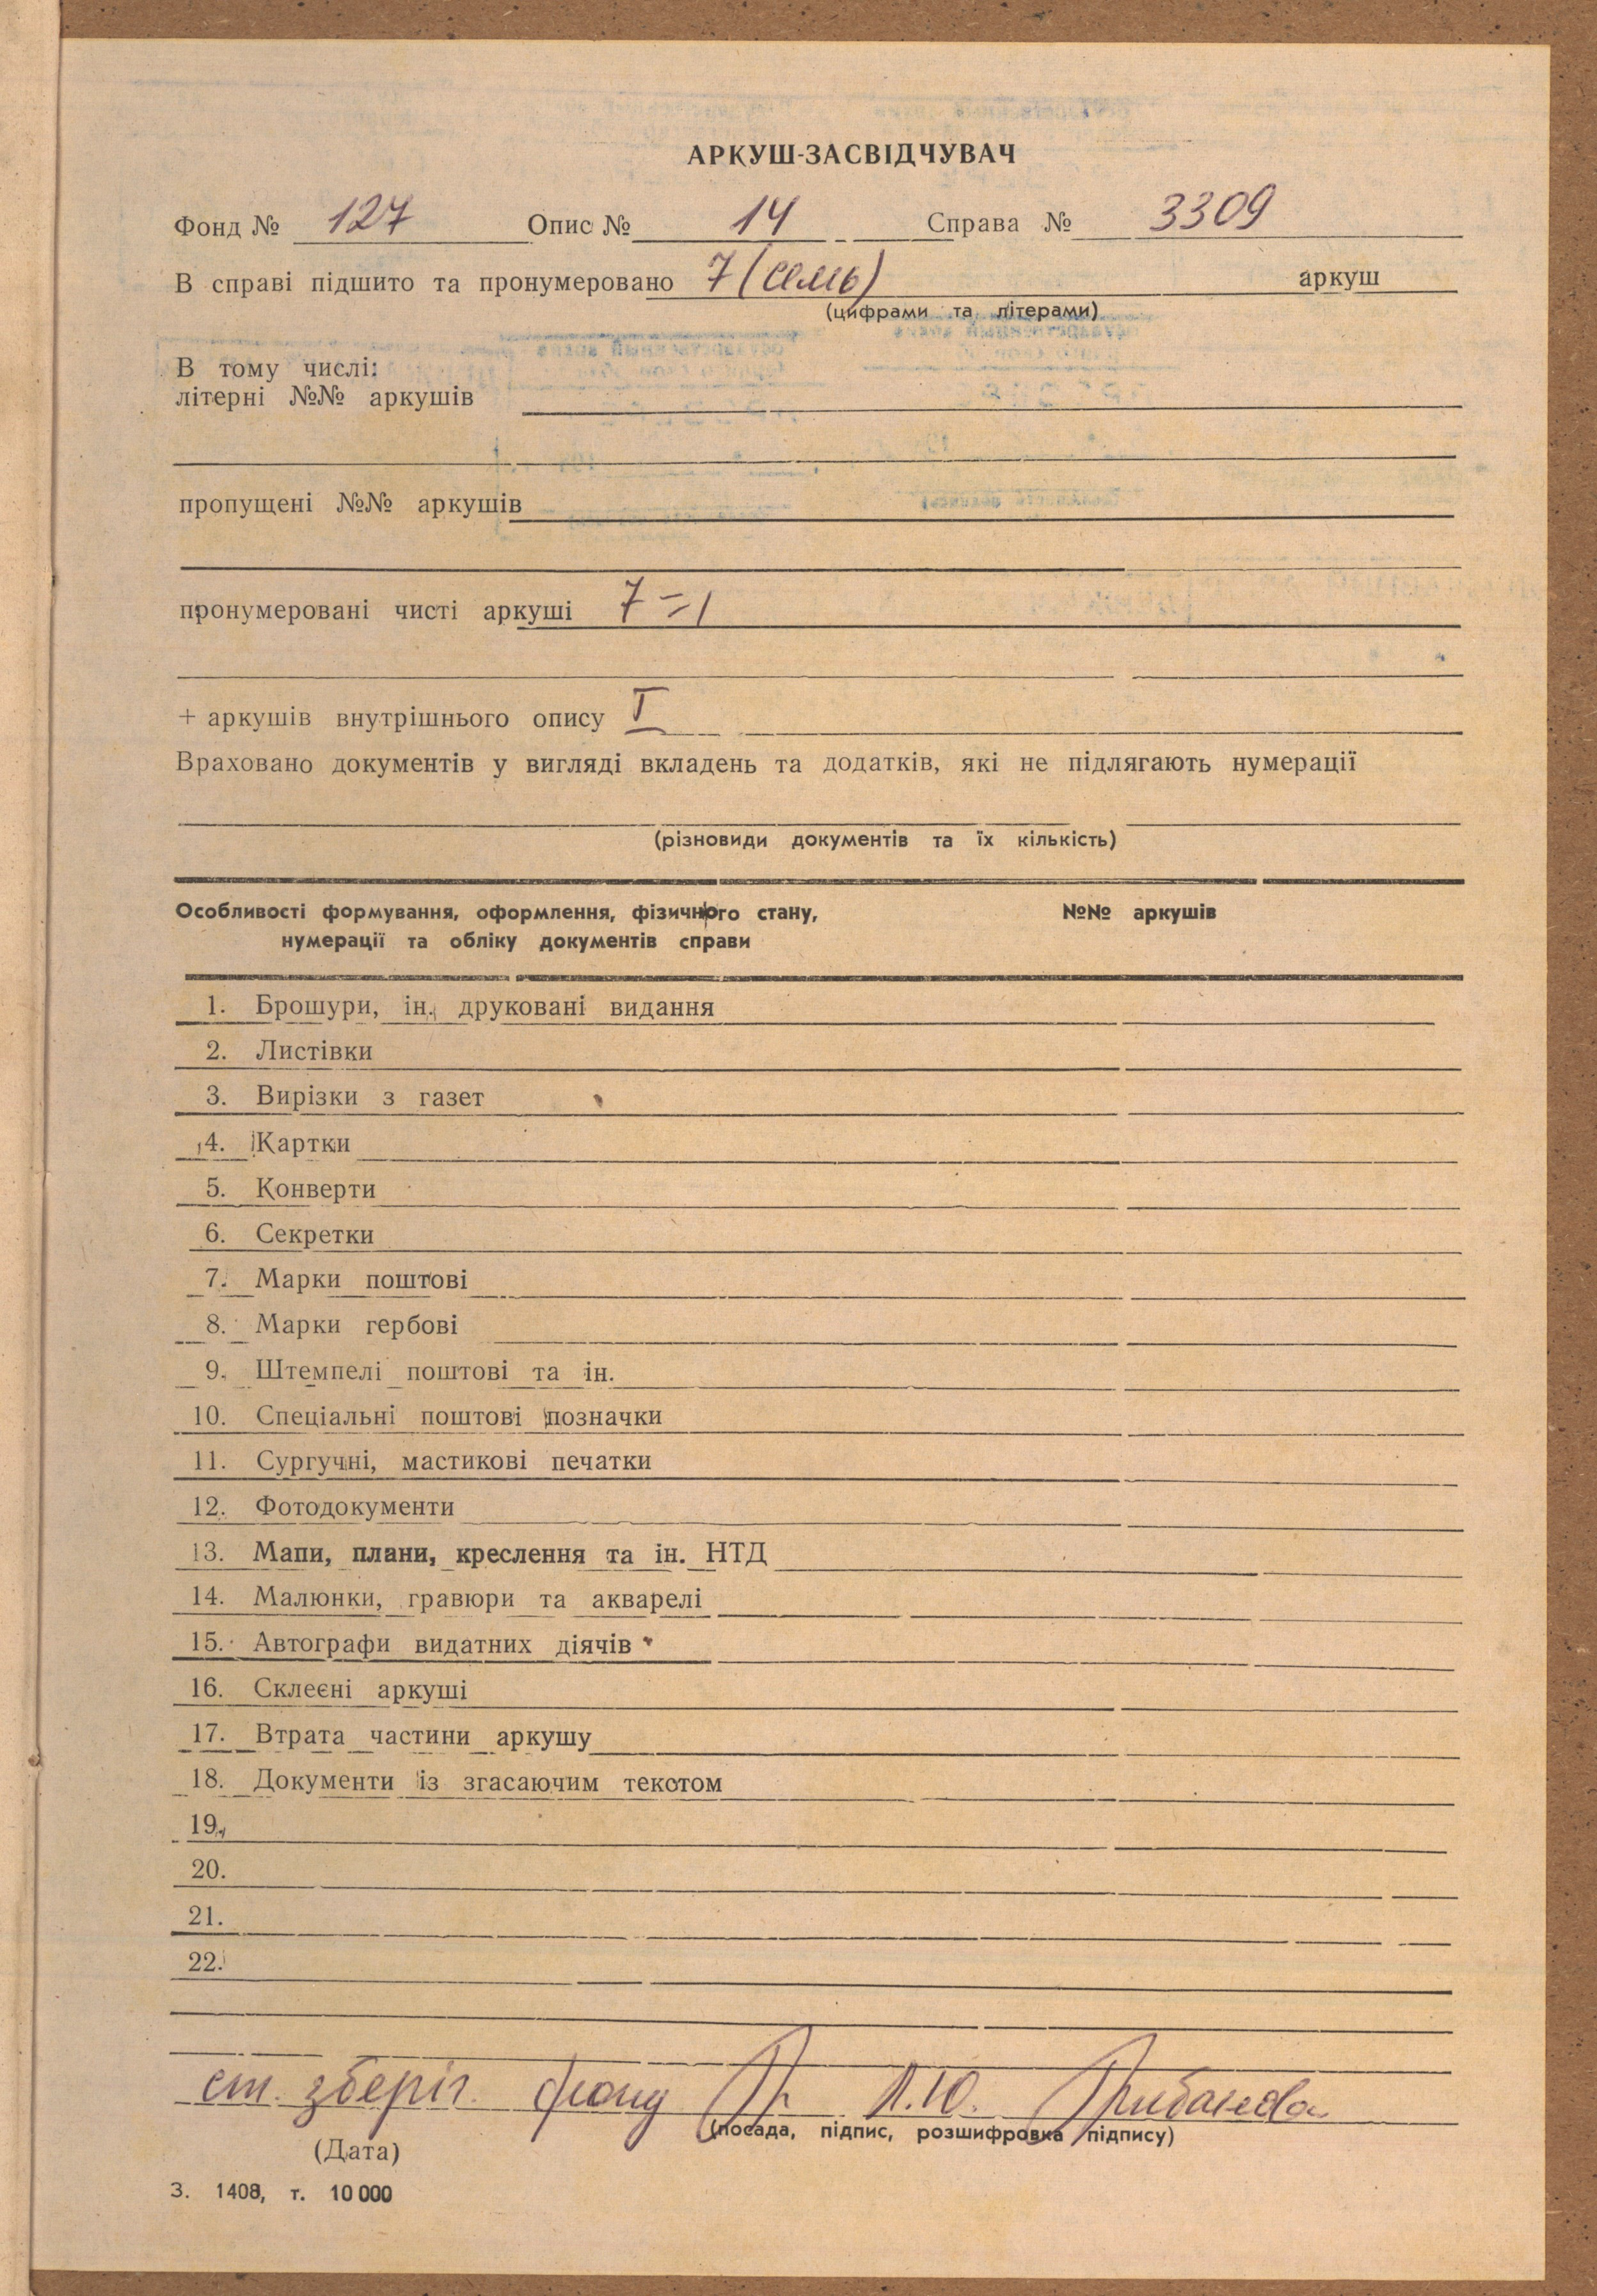 АРКУШ-ЗАСВІДЧУВАЧ
Фонд № 127 Опис № 14 Справа № 3309
В справі підшито та пронумеровано 7 (семь) аркуш
(цифрами та літерами)
В тому числі:
літерні №№ аркушів
пропущені №№ аркушів
пронумеровані чисті аркуші 7=1
+ аркушів внутрішнього опису I
Враховано документів у вигляді вкладень та додатків, які не підлягають нумерації
(різновиди документів та їх кількість)
Особливості формування, оформлення, фізичного стану, №№ аркушів
нумерації та обліку документів справи
1. Брошури, ін. друковані видання
2. Листівки
3. Вирізки з газет
4. Картки
5. Конверти
6. Секретки
7. Марки поштові
8. Марки гербові
9. Штемпелі поштові та ін.
10. Спеціальні поштові позначки
11. Сургучні, мастикові печатки
12. Фотодокументи
13. Мапи, плани, креслення та ін. НТД
14. Малюнки, гравюри та акварелі
15. Автографи видатних діячів
16. Склеєні аркуші
17. Втрата частини аркушу
18. Документи із згасаючим текстом
19.
20.
21.
22.
ст. зберіг. фонд Л.Ю. Грибанова
(посада, підпис, розшифровка підпису)
(Дата)
З. 1408, т. 10 000